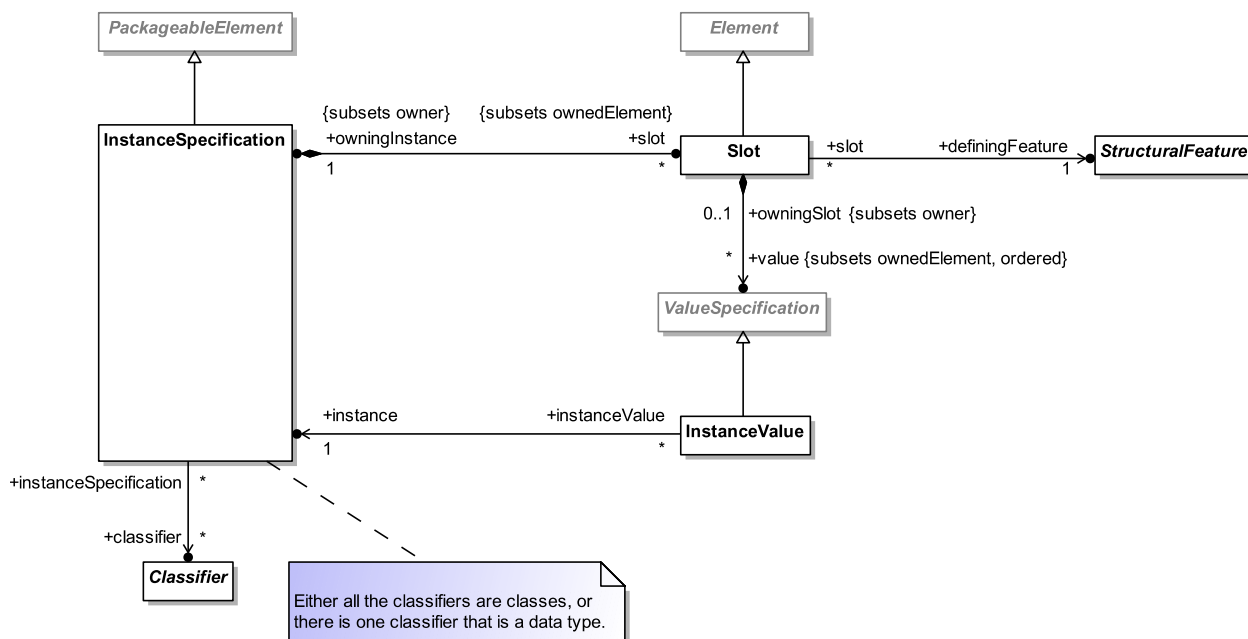 PackageableElement
Element
{subsets owner}
{subsets ownedElement}
InstanceSpecification
+owningInstance
+slot
1
*
Slot
+slot
+definingFeature
*
1
StructuralFeature
0..1
+owningSlot {subsets owner}
*
+value {subsets ownedElement, ordered}
ValueSpecification
+instance
+instanceValue
1
*
InstanceValue
+instanceSpecification
*
+classifier
*
Classifier
Either all the classifiers are classes, or
there is one classifier that is a data type.